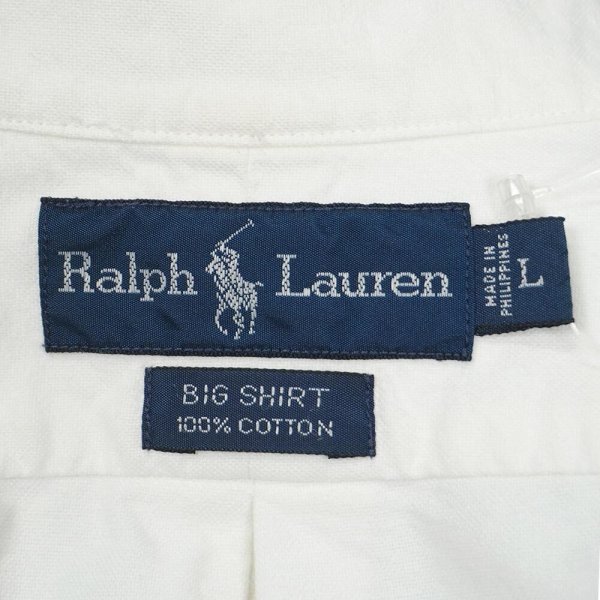 Ralph Lauren
MADE IN
PHILIPPINES
L
BIG SHIRT
100% COTTON